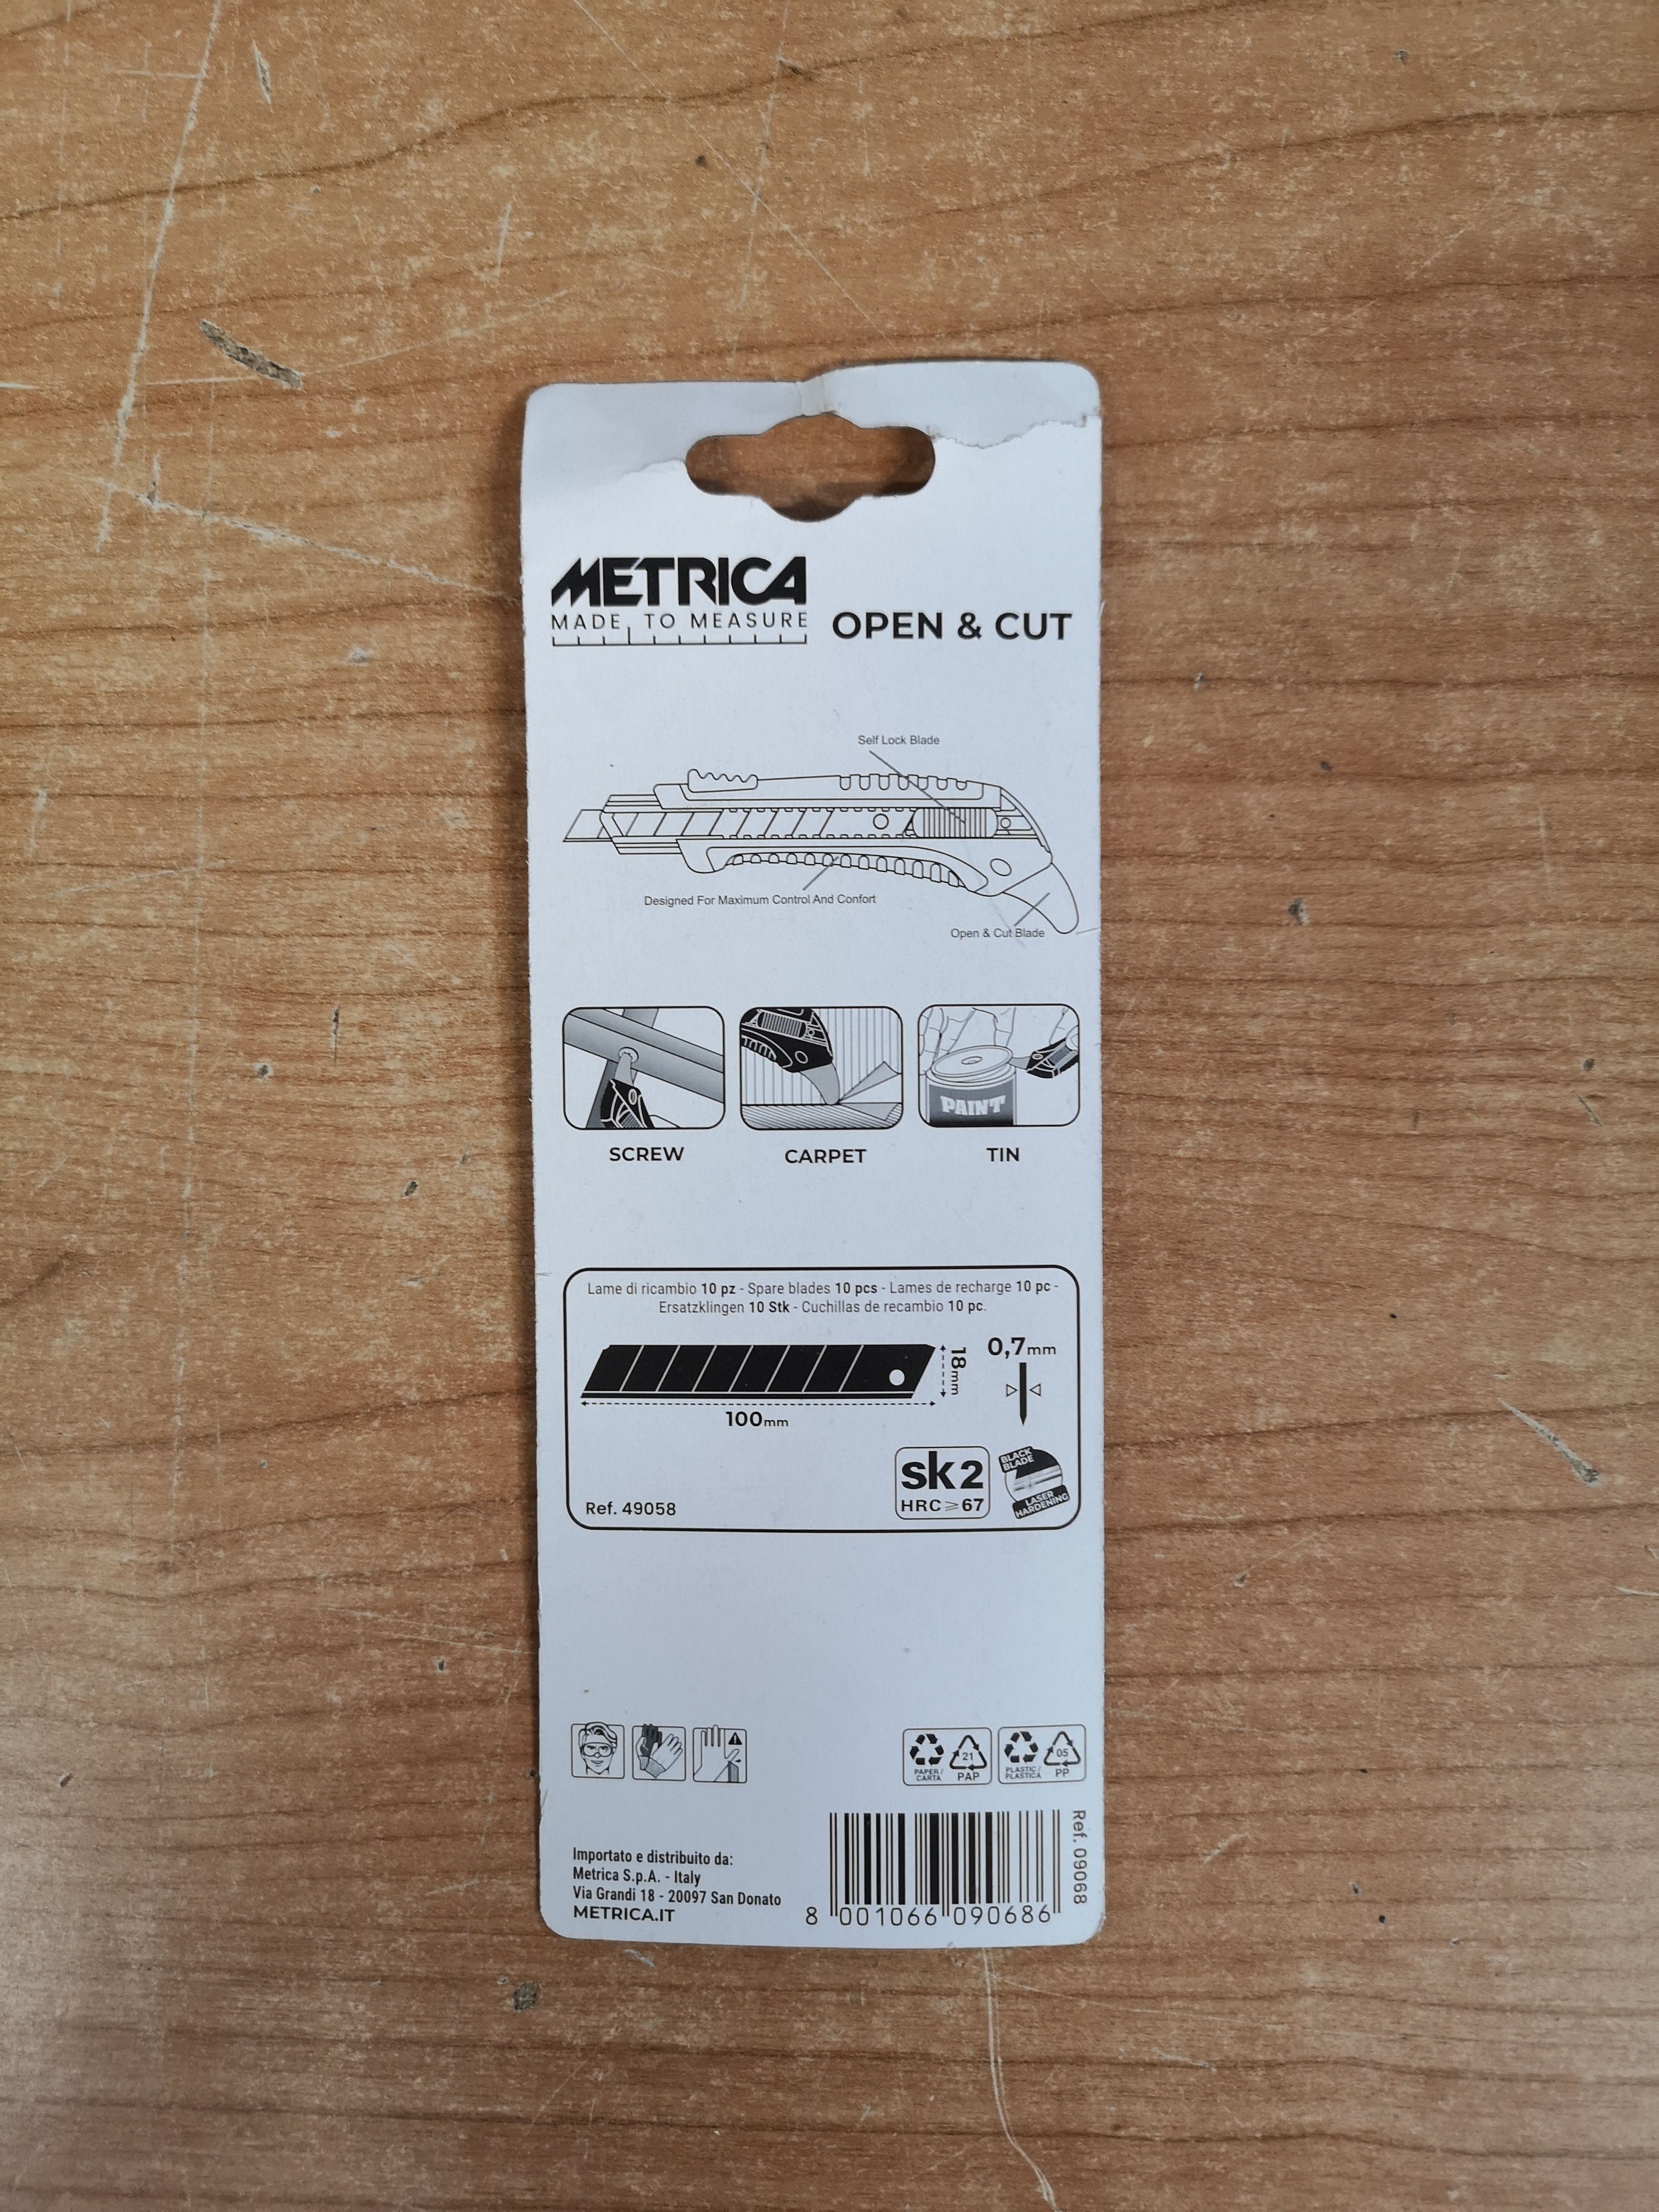 METRICA
MADE TO MEASURE
OPEN & CUT
Self Lock Blade
Designed For Maximum Control And Confort
Open & Cut Blade
PAINT
SCREW
CARPET
TIN
Lame di ricambio 10 pz - Spare blades 10 pcs - Lames de recharge 10 pc -
Ersatzklingen 10 Stk - Cuchillas de recambio 10 pc.
18mm
0,7mm
100mm
sk2
HRC≥67
BLACK
BLADE
LASER
HARDENING
Ref. 49058
PAPER/
CARTA
21
PAP
PLASTIC/
PLASTICA
05
PP
Importato e distribuito da:
Metrica S.p.A. - Italy
Via Grandi 18 - 20097 San Donato
METRICA.IT
Ref. 09068
8 001066 090686